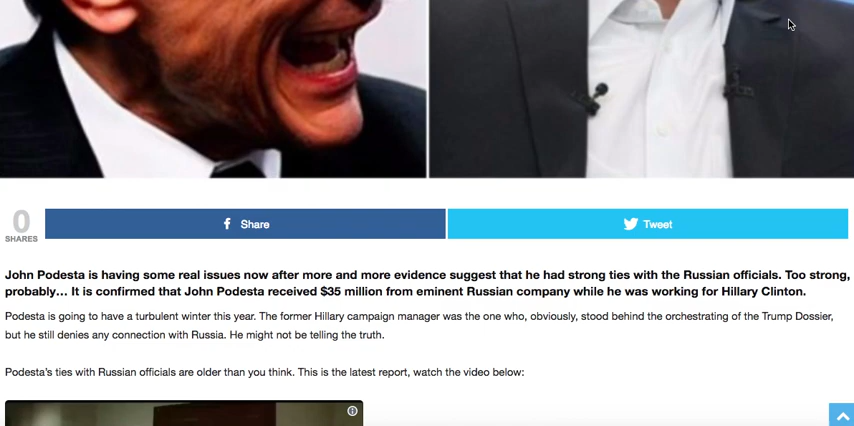 0
SHARES
Share
Tweet
John Podesta is having some real issues now after more and more evidence suggest that he had strong ties with the Russian officials. Too strong,
probably… It is confirmed that John Podesta received $35 million from eminent Russian company while he was working for Hillary Clinton.
Podesta is going to have a turbulent winter this year. The former Hillary campaign manager was the one who, obviously, stood behind the orchestrating of the Trump Dossier,
but he still denies any connection with Russia. He might not be telling the truth.
Podesta's ties with Russian officials are older than you think. This is the latest report, watch the video below: